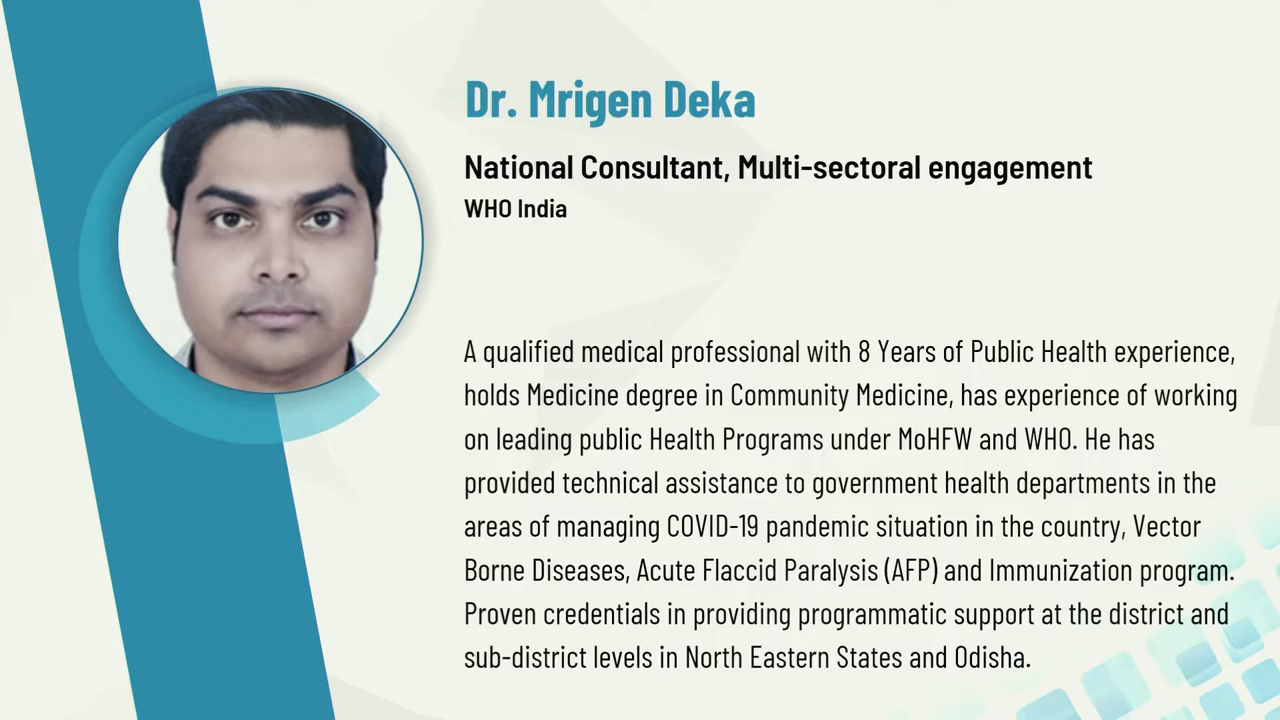 Dr. Mrigen Deka
National Consultant, Multi-sectoral engagement
WHO India
A qualified medical professional with 8 Years of Public Health experience,
holds Medicine degree in Community Medicine, has experience of working
on leading public Health Programs under MoHFW and WHO. He has
provided technical assistance to government health departments in the
areas of managing COVID-19 pandemic situation in the country, Vector
Borne Diseases, Acute Flaccid Paralysis (AFP) and Immunization program.
Proven credentials in providing programmatic support at the district and
sub-district levels in North Eastern States and Odisha.